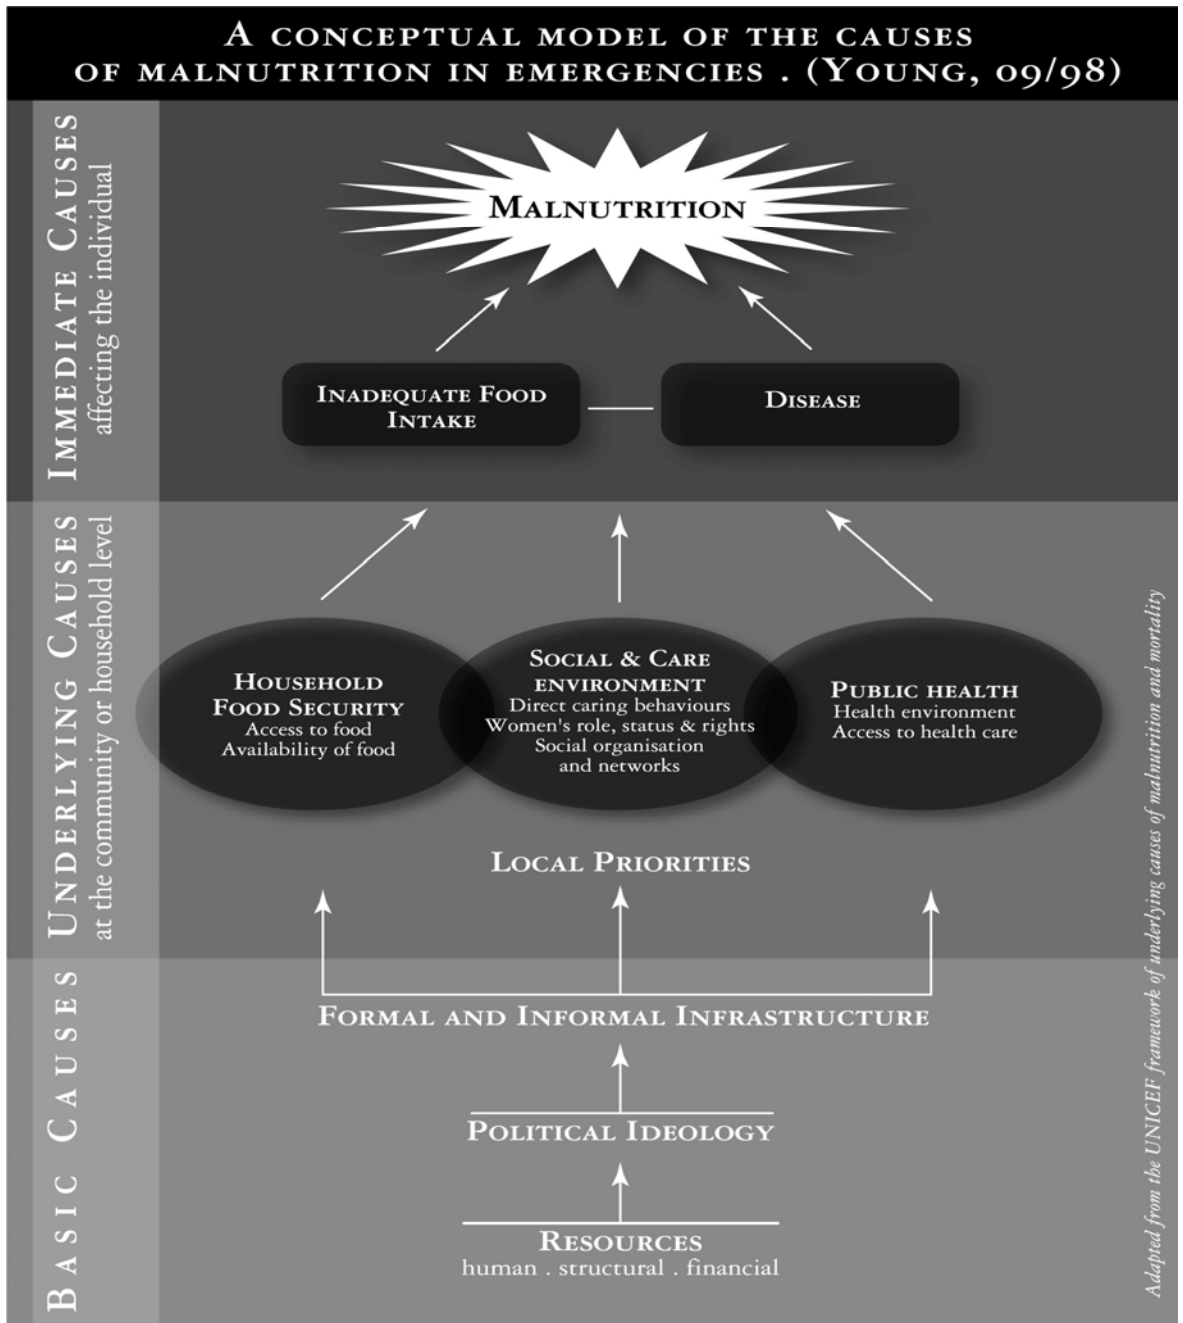 A CONCEPTUAL MODEL OF THE CAUSES
OF MALNUTRITION IN EMERGENCIES . (YOUNG, 09/98)
IMMEDIATE CAUSES
affecting the individual
MALNUTRITION
INADEQUATE FOOD
INTAKE
DISEASE
UNDERLYING CAUSES
at the community or household level
HOUSEHOLD
FOOD SECURITY
Access to food
Availability of food
SOCIAL & CARE
ENVIRONMENT
Direct caring behaviours
Women's role, status & rights
Social organisation
and networks
PUBLIC HEALTH
Health environment
Access to health care
LOCAL PRIORITIES
BASIC CAUSES
FORMAL AND INFORMAL INFRASTRUCTURE
POLITICAL IDEOLOGY
RESOURCES
human . structural . financial
Adapted from the UNICEF framework of underlying causes of malnutrition and mortality